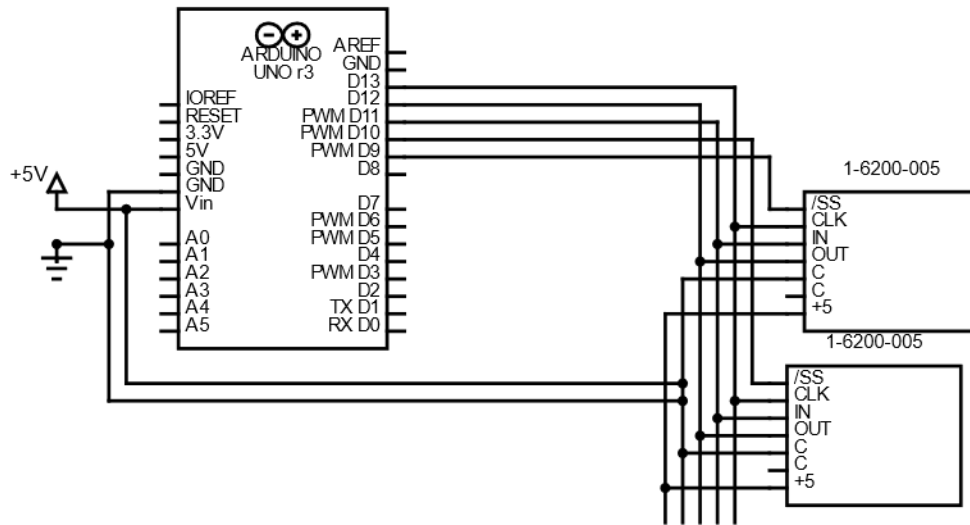 ARDUINO
UNO r3
IOREF
RESET
3.3V
5V
GND
GND
Vin
A0
A1
A2
A3
A4
A5
AREF
GND
D13
D12
PWM D11
PWM D10
PWM D9
D8
D7
PWM D6
PWM D5
D4
PWM D3
D2
TX D1
RX D0
+5V
1-6200-005
/SS
CLK
IN
OUT
C
C
+5
1-6200-005
/SS
CLK
IN
OUT
C
C
+5